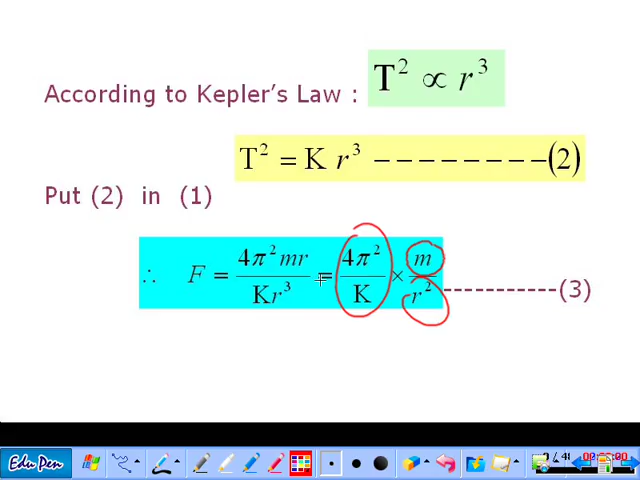 According to Kepler's Law : T² ∝ r³
T² = K r³ – – – – – – – – –(2)
Put (2) in (1)
∴ F = 4π²mr / Kr³ = 4π² / K × m / r² -----------(3)
Edu Pen